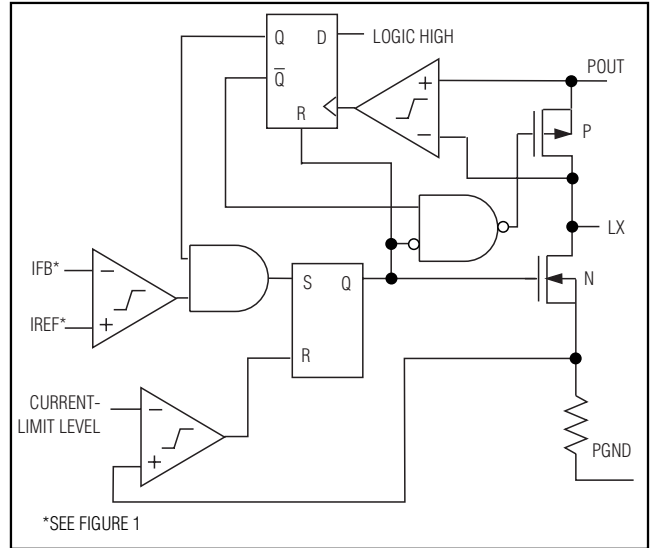 Q D LOGIC HIGH
Q
R
+
−
POUT
P
LX
IFB* −
IREF* +
S Q
R
N
CURRENT-
LIMIT LEVEL
−
+
PGND
*SEE FIGURE 1